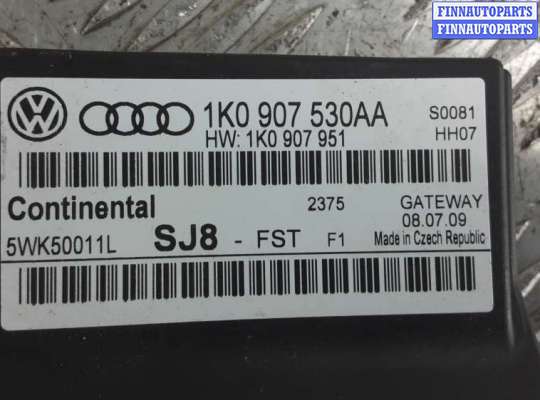 FINNAUTOPARTS
FINNAUTOPARTS
1K0 907 530AA
S0081
HW: 1K0 907 951
HH07
Continental
2375
GATEWAY
08.07.09
5WK50011L
SJ8 - FST F1
Made in Czech Republic